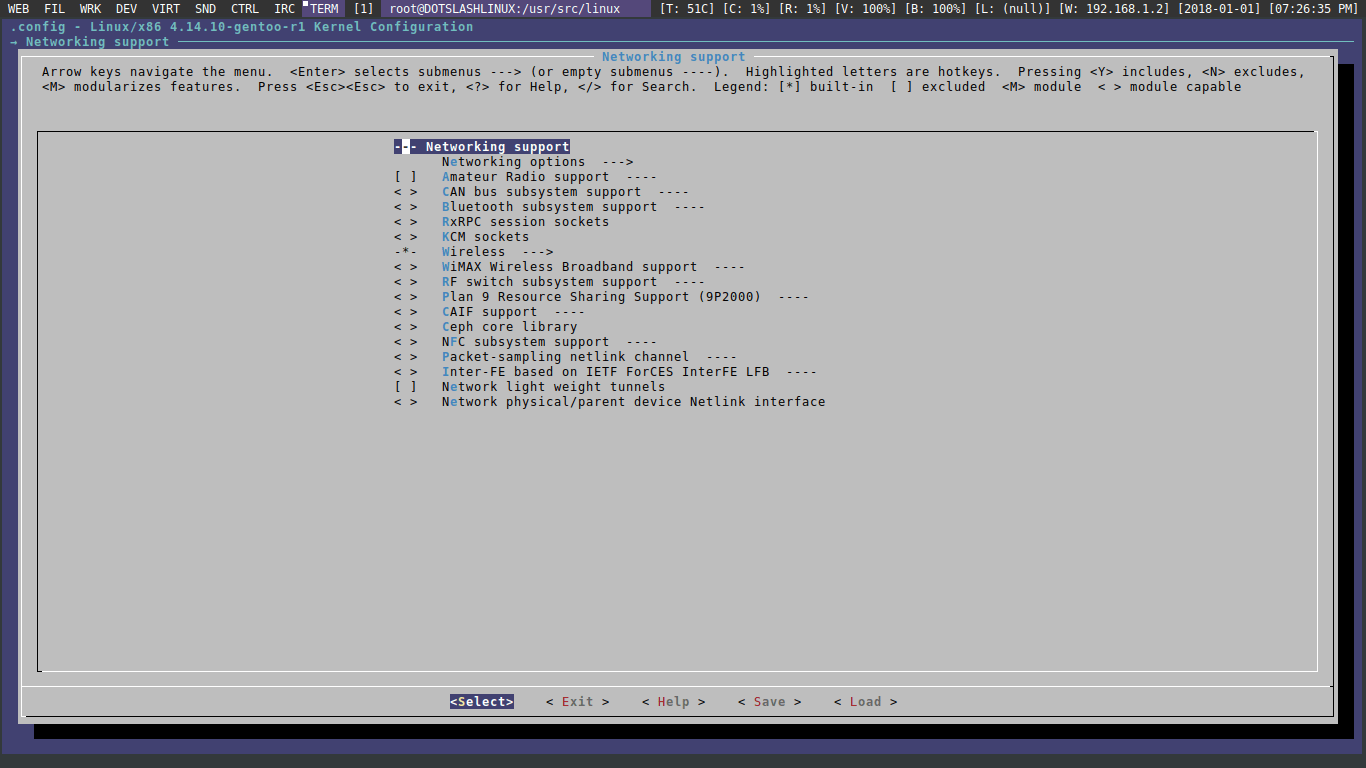 WEB FIL WRK DEV VIRT SND CTRL IRC TERM [1] root@DOTSLASHLINUX:/usr/src/linux [T: 51C] [C: 1%] [R: 1%] [V: 100%] [B: 100%] [L: (null)] [W: 192.168.1.2] [2018-01-01] [07:26:35 PM]
.config - Linux/x86 4.14.10-gentoo-r1 Kernel Configuration
→ Networking support
Networking support
Arrow keys navigate the menu.  <Enter> selects submenus ---> (or empty submenus ----).  Highlighted letters are hotkeys.  Pressing <Y> includes, <N> excludes,
<M> modularizes features.  Press <Esc><Esc> to exit, <?> for Help, </> for Search.  Legend: [*] built-in  [ ] excluded  <M> module  < > module capable
--- Networking support
Networking options  --->
[ ]   Amateur Radio support  ----
< >   CAN bus subsystem support  ----
< >   Bluetooth subsystem support  ----
< >   RxRPC session sockets
< >   KCM sockets
-*-   Wireless  --->
< >   WiMAX Wireless Broadband support  ----
< >   RF switch subsystem support  ----
< >   Plan 9 Resource Sharing Support (9P2000)  ----
< >   CAIF support  ----
< >   Ceph core library
< >   NFC subsystem support  ----
< >   Packet-sampling netlink channel  ----
< >   Inter-FE based on IETF ForCES InterFE LFB  ----
[ ]   Network light weight tunnels
< >   Network physical/parent device Netlink interface
<Select>    < Exit >    < Help >    < Save >    < Load >